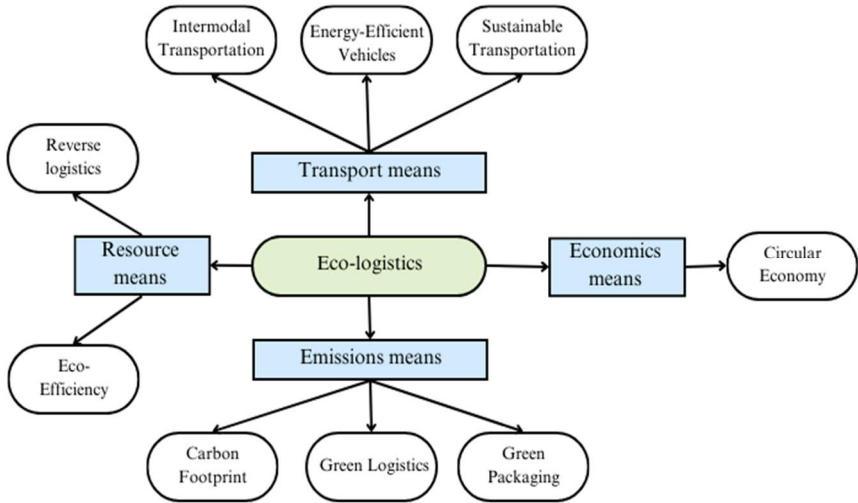 Intermodal
Transportation
Energy-Efficient
Vehicles
Sustainable
Transportation
Reverse
logistics
Transport means
Resource
means
Eco-logistics
Economics
means
Circular
Economy
Emissions means
Eco-
Efficiency
Carbon
Footprint
Green Logistics
Green
Packaging